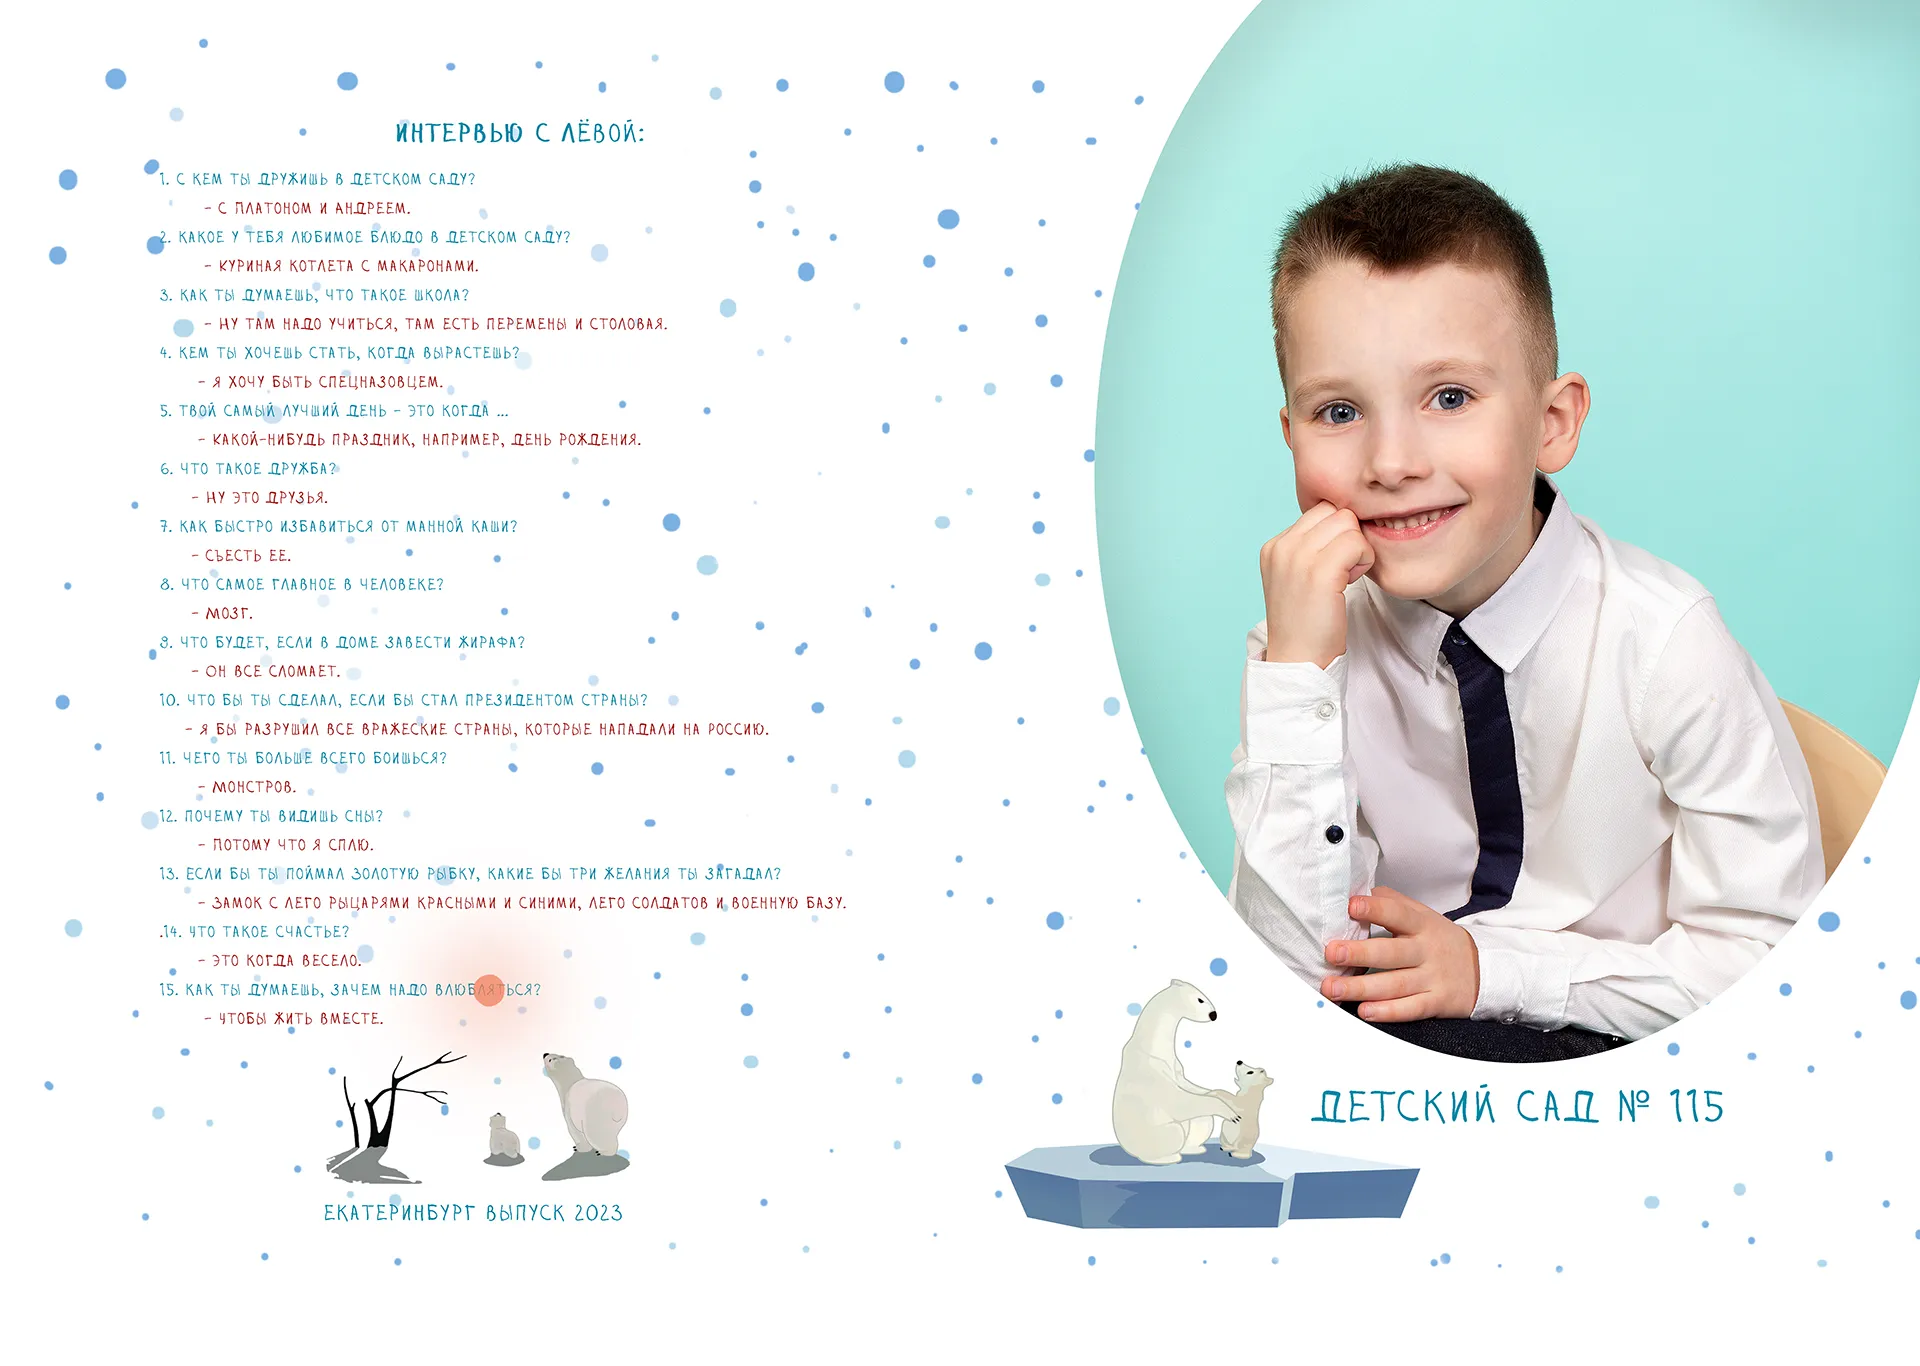 ИНТЕРВЬЮ С ЛЁВОЙ:
1. С КЕМ ТЫ ДРУЖИШЬ В ДЕТСКОМ САДУ?
- С ПЛАТОНОМ И АНДРЕЕМ.
2. КАКОЕ У ТЕБЯ ЛЮБИМОЕ БЛЮДО В ДЕТСКОМ САДУ?
- КУРИНАЯ КОТЛЕТА С МАКАРОНАМИ.
3. КАК ТЫ ДУМАЕШЬ, ЧТО ТАКОЕ ШКОЛА?
- НУ ТАМ НАДО УЧИТЬСЯ, ТАМ ЕСТЬ ПЕРЕМЕНЫ И СТОЛОВАЯ.
4. КЕМ ТЫ ХОЧЕШЬ СТАТЬ, КОГДА ВЫРАСТЕШЬ?
- Я ХОЧУ БЫТЬ СПЕЦНАЗОВЦЕМ.
5. ТВОЙ САМЫЙ ЛУЧШИЙ ДЕНЬ - ЭТО КОГДА ...
- КАКОЙ-НИБУДЬ ПРАЗДНИК, НАПРИМЕР, ДЕНЬ РОЖДЕНИЯ.
6. ЧТО ТАКОЕ ДРУЖБА?
- НУ ЭТО ДРУЗЬЯ.
7. КАК БЫСТРО ИЗБАВИТЬСЯ ОТ МАННОЙ КАШИ?
- СЪЕСТЬ ЕЕ.
8. ЧТО САМОЕ ГЛАВНОЕ В ЧЕЛОВЕКЕ?
- МОЗГ.
9. ЧТО БУДЕТ, ЕСЛИ В ДОМЕ ЗАВЕСТИ ЖИРАФА?
- ОН ВСЕ СЛОМАЕТ.
10. ЧТО БЫ ТЫ СДЕЛАЛ, ЕСЛИ БЫ СТАЛ ПРЕЗИДЕНТОМ СТРАНЫ?
- Я БЫ РАЗРУШИЛ ВСЕ ВРАЖЕСКИЕ СТРАНЫ, КОТОРЫЕ НАПАДАЛИ НА РОССИЮ.
11. ЧЕГО ТЫ БОЛЬШЕ ВСЕГО БОИШЬСЯ?
- МОНСТРОВ.
12. ПОЧЕМУ ТЫ ВИДИШЬ СНЫ?
- ПОТОМУ ЧТО Я СПЛЮ.
13. ЕСЛИ БЫ ТЫ ПОЙМАЛ ЗОЛОТУЮ РЫБКУ, КАКИЕ БЫ ТРИ ЖЕЛАНИЯ ТЫ ЗАГАДАЛ?
- ЗАМОК С ЛЕГО РЫЦАРЯМИ КРАСНЫМИ И СИНИМИ, ЛЕГО СОЛДАТОВ И ВОЕННУЮ БАЗУ.
.14. ЧТО ТАКОЕ СЧАСТЬЕ?
- ЭТО КОГДА ВЕСЕЛО.
15. КАК ТЫ ДУМАЕШЬ, ЗАЧЕМ НАДО ВЛЮБЛЯТЬСЯ?
- ЧТОБЫ ЖИТЬ ВМЕСТЕ.
ЕКАТЕРИНБУРГ ВЫПУСК 2023
ДЕТСКИЙ САД № 115